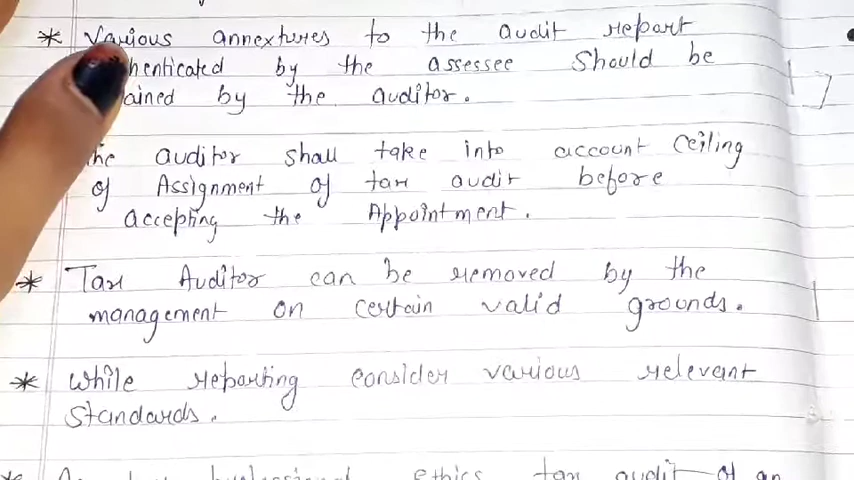 * Various annextures to the audit report
henticated by the assessee should be
ained by the auditor.
he auditor shall take into account ceiling
of Assignment of tax audit before
accepting the Appointment.
* Tax Auditor can be removed by the
management on certain valid grounds.
* While reporting consider various relevant
standards.
ethics tax audit of an